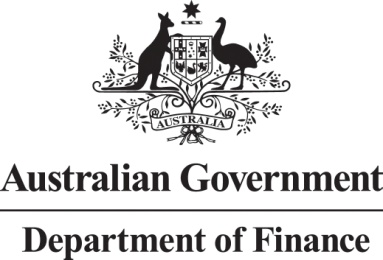 AUSTRALIA
Australian Government
Department of Finance